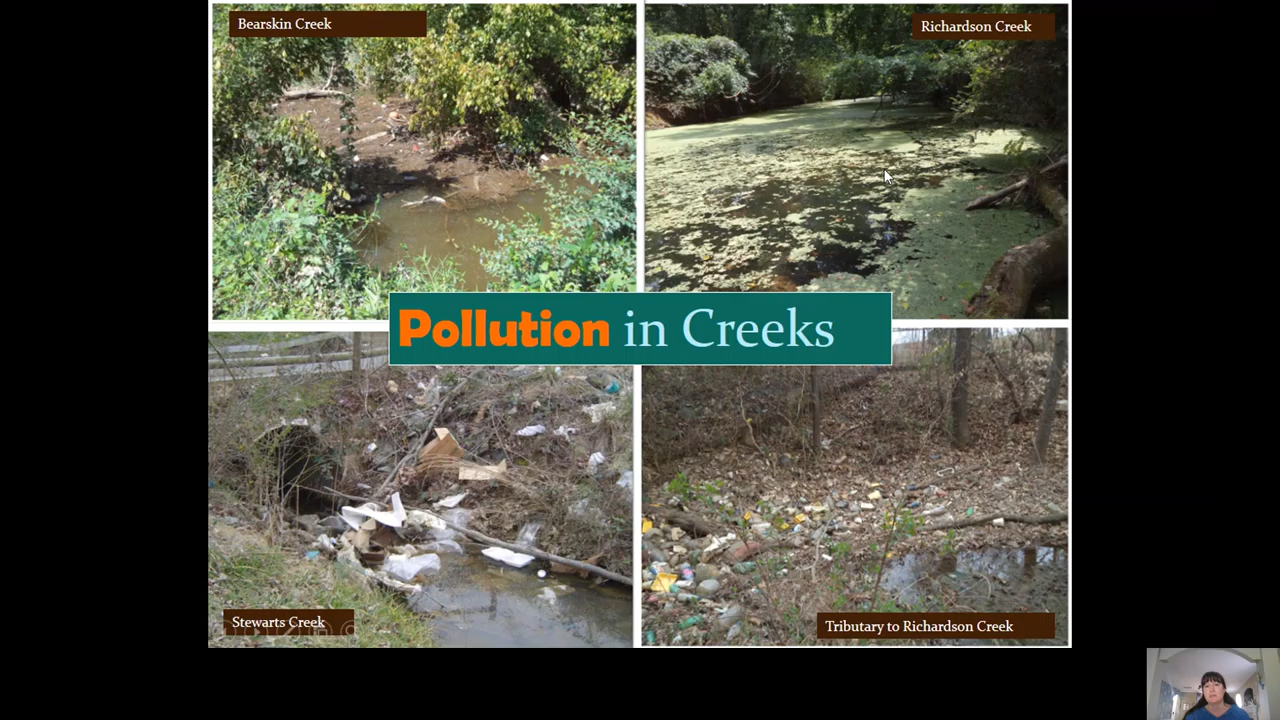 Bearskin Creek
Richardson Creek
Pollution in Creeks
Stewarts Creek
Tributary to Richardson Creek